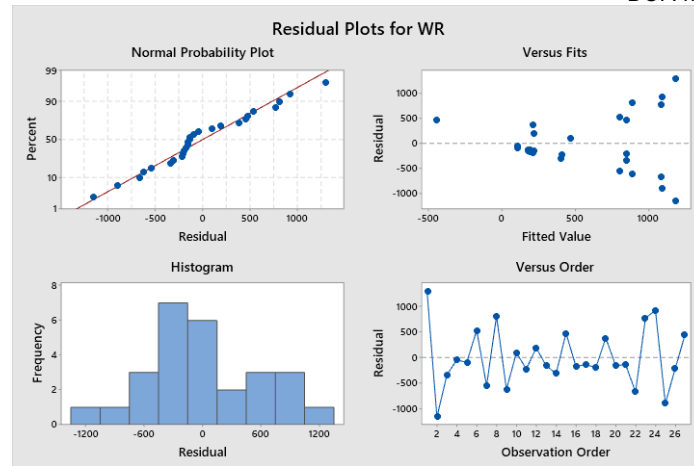 Residual Plots for WR
Normal Probability Plot
99
90
50
10
1
Percent
-1000
-500
0
500
1000
Residual
Versus Fits
1000
500
0
-500
-1000
Residual
-500
0
500
1000
Fitted Value
Histogram
8
6
4
2
0
Frequency
-1200
-600
0
600
1200
Residual
Versus Order
1000
500
0
-500
-1000
Residual
2 4 6 8 10 12 14 16 18 20 22 24 26
Observation Order